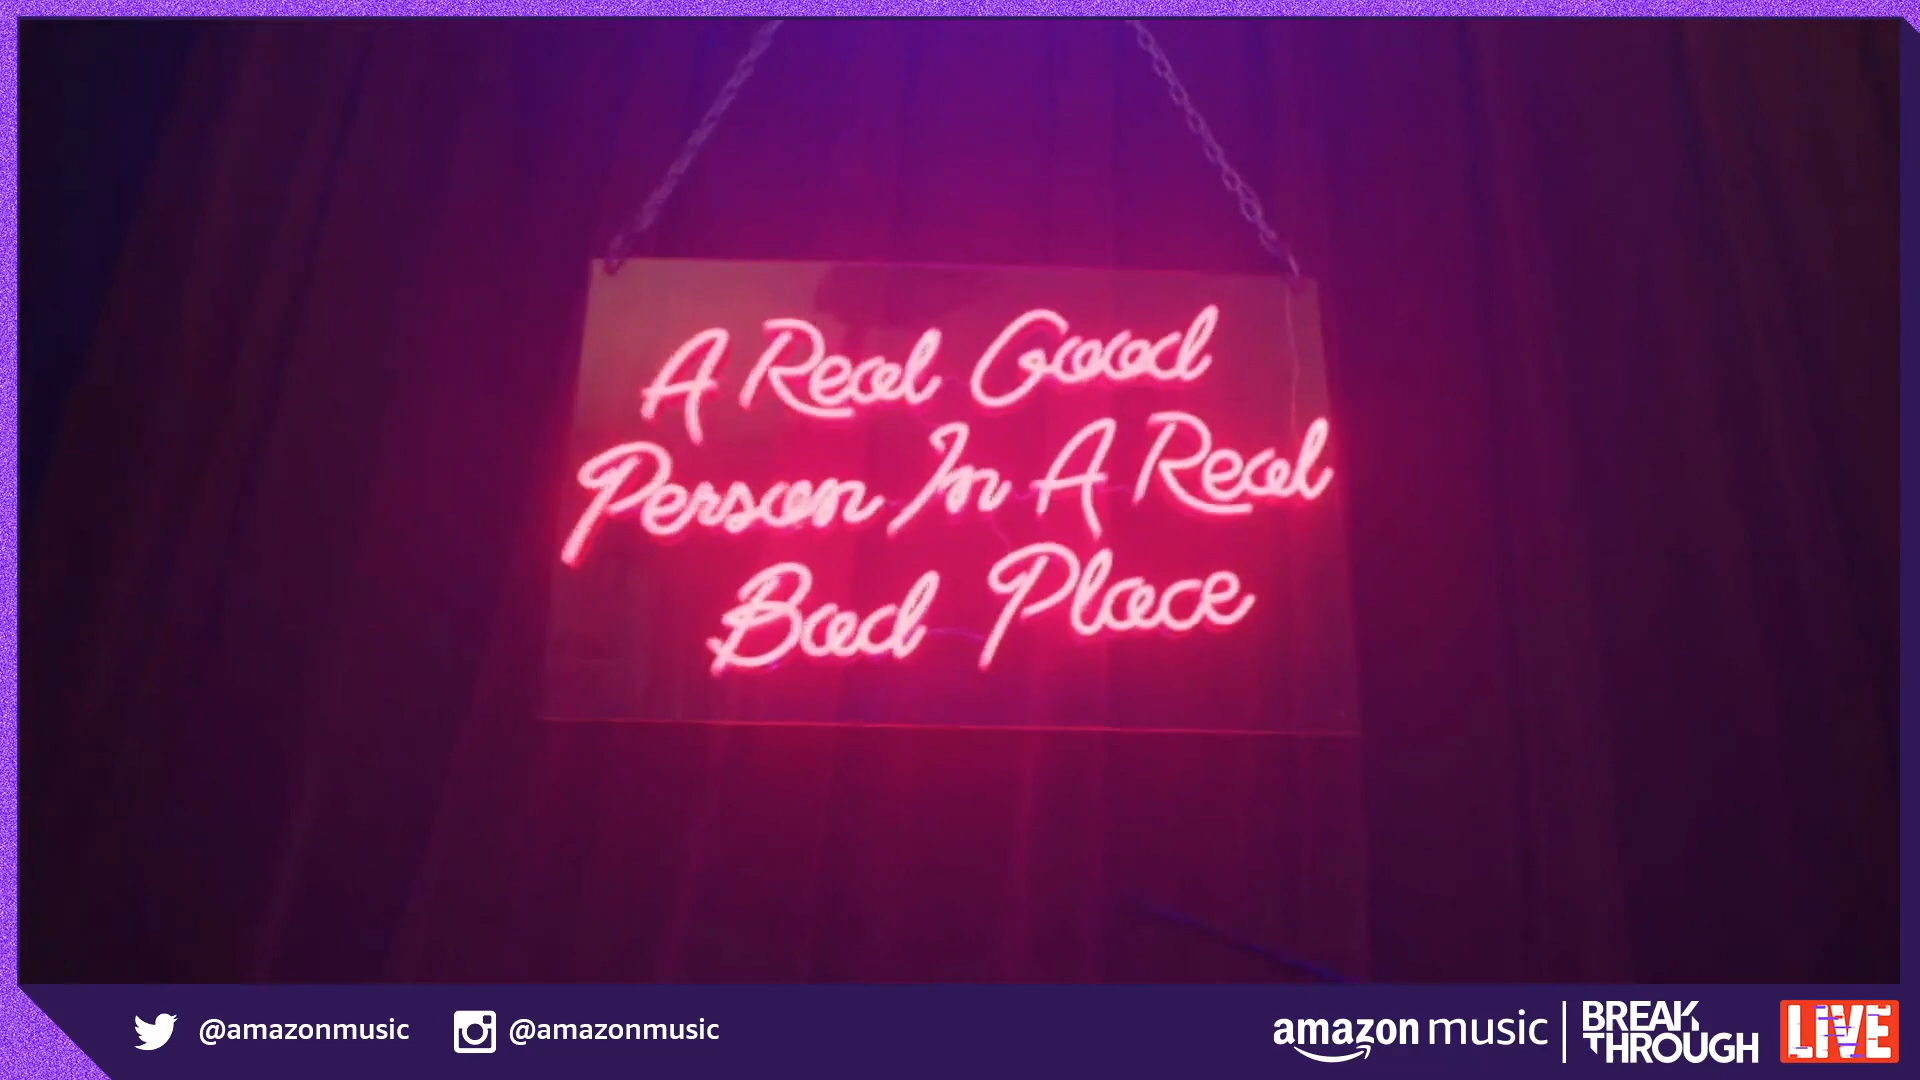 A Real Good
Person In A Real
Bad Place
@amazonmusic
@amazonmusic
amazon music
BREAK
THROUGH
LIVE